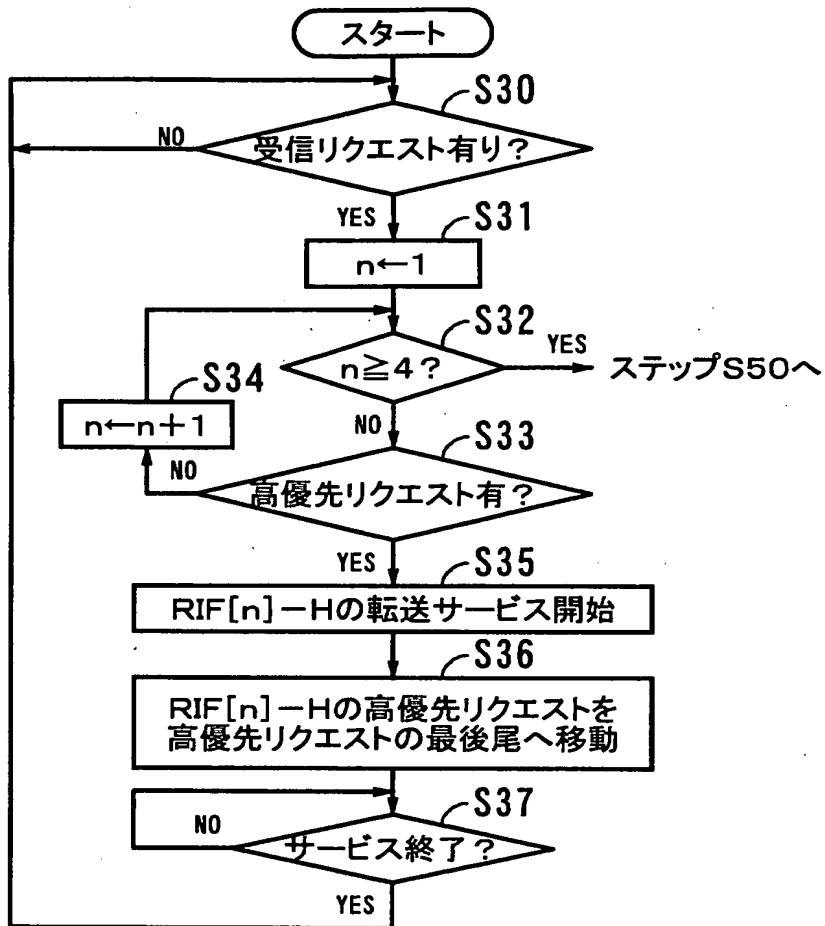 スタート
S30
NO
受信リクエスト有り？
YES
S31
n←1
S32
n≧4？
YES
ステップS50へ
S34
n←n+1
NO
S33
NO
高優先リクエスト有？
YES
S35
RIF[n]-Hの転送サービス開始
S36
RIF[n]-Hの高優先リクエストを
高優先リクエストの最後尾へ移動
S37
NO
サービス終了？
YES